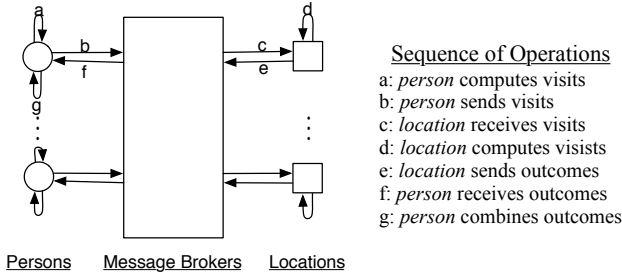 a
b
f
g
c
e
d
Persons
Message Brokers
Locations
Sequence of Operations
a: person computes visits
b: person sends visits
c: location receives visits
d: location computes visists
e: location sends outcomes
f: person receives outcomes
g: person combines outcomes